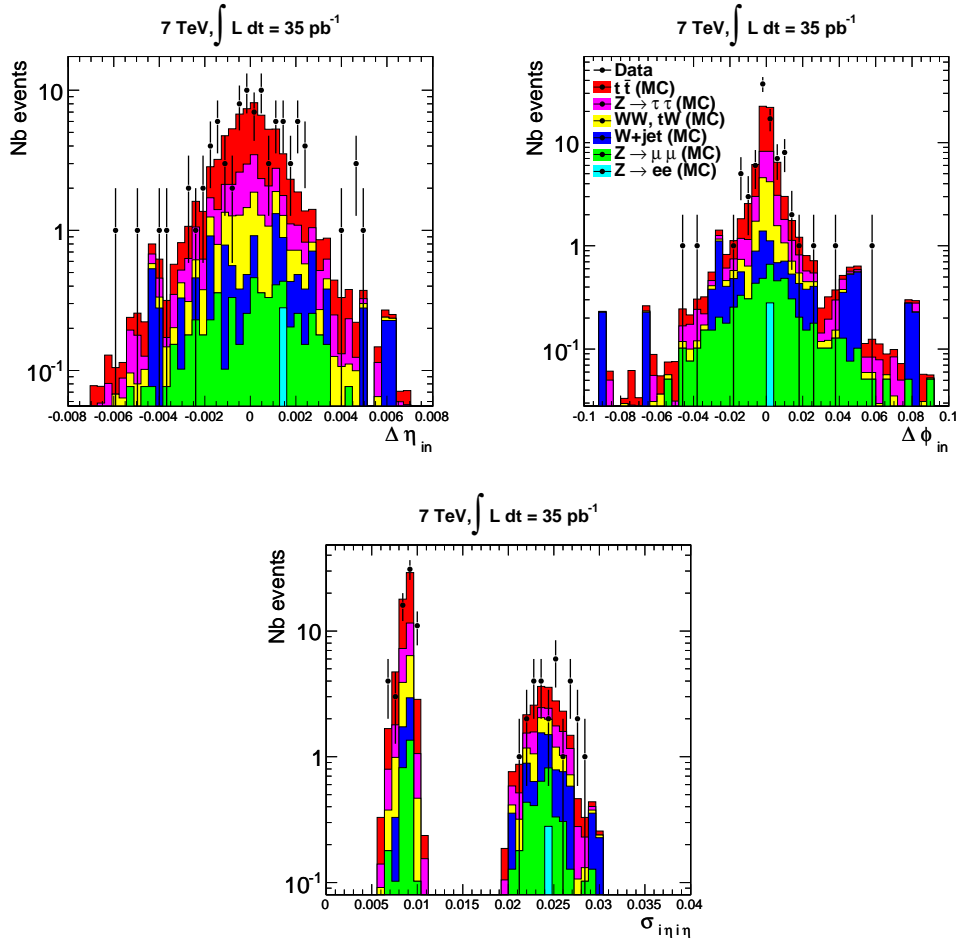 7 TeV, ∫ L dt = 35 pb⁻¹
Nb events
10
1
10⁻¹
-0.008 -0.006 -0.004 -0.002 0 0.002 0.004 0.006 0.008
Δ η in
7 TeV, ∫ L dt = 35 pb⁻¹
Nb events
Data
t t̄ (MC)
Z → τ τ (MC)
WW, tW (MC)
W+jet (MC)
Z → μ μ (MC)
Z → ee (MC)
10
1
10⁻¹
-0.1 -0.08 -0.06 -0.04 -0.02 0 0.02 0.04 0.06 0.08 0.1
Δ ϕ in
7 TeV, ∫ L dt = 35 pb⁻¹
Nb events
10
1
10⁻¹
0 0.005 0.01 0.015 0.02 0.025 0.03 0.035 0.04
σ i η i η